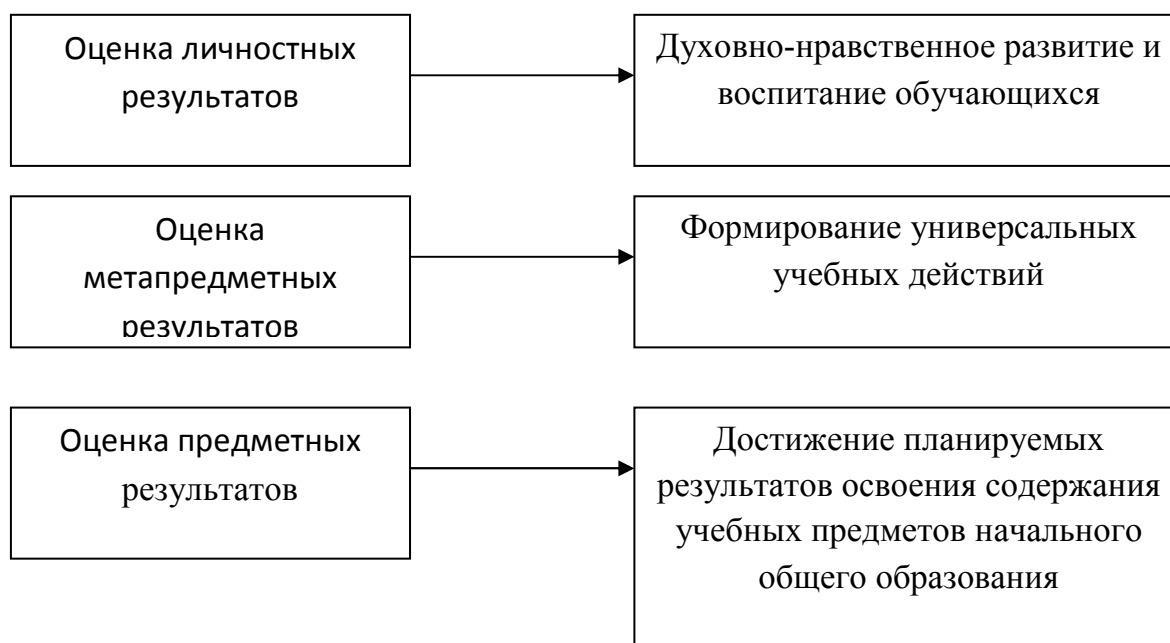 Оценка личностных
результатов
Духовно-нравственное развитие и
воспитание обучающихся
Оценка
метапредметных
результатов
Формирование универсальных
учебных действий
Оценка предметных
результатов
Достижение планируемых
результатов освоения содержания
учебных предметов начального
общего образования